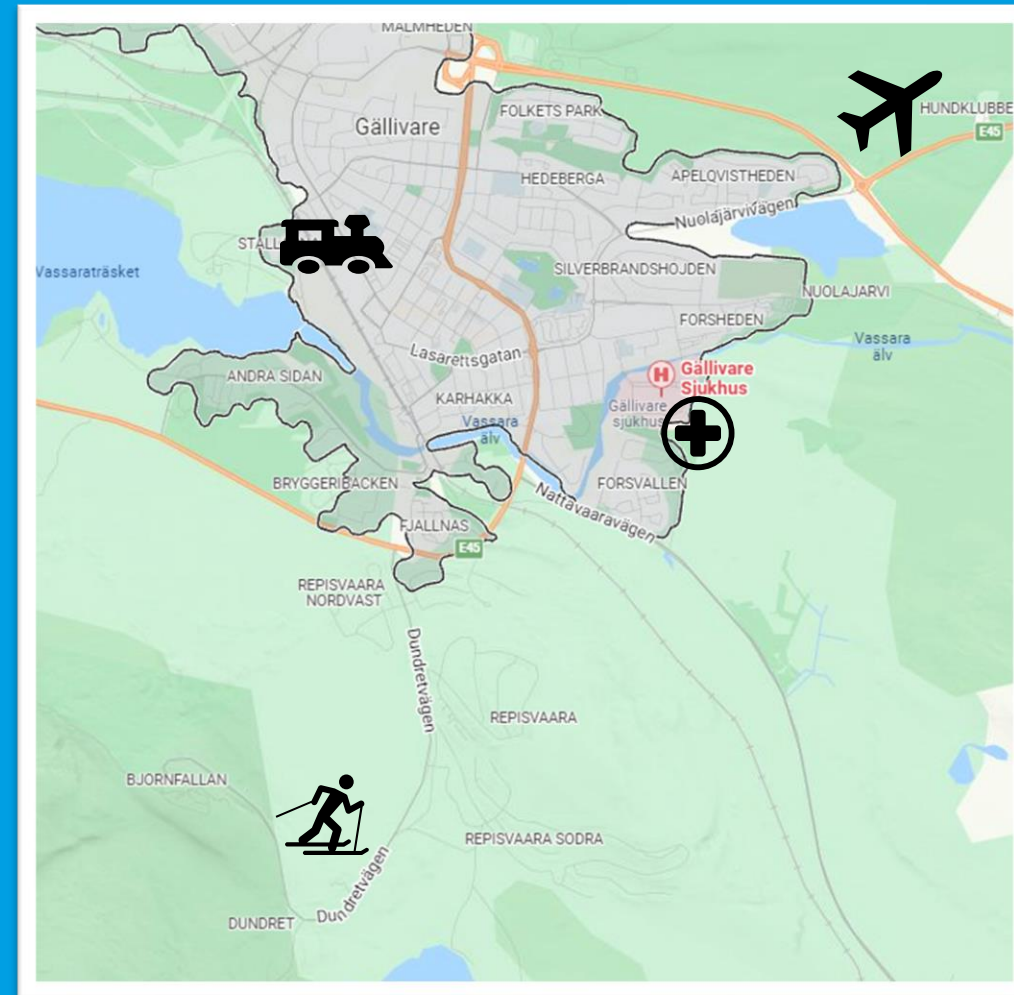 MALMHEDEN
FOLKETS PARK
HUNDKLUBBE
E45
Gällivare
HEDEBERGA
APELQVISTHEDEN
Nuolajärvivägen
Vassaraträsket
SILVERBRANDSHOJDEN
NUOLAJARVI
FORSHEDEN
Vassara
älv
Lasarettsgatan
Gällivare
Sjukhus
ANDRA SIDAN
KARHAKKA
Gällivare
sjukhus
Vassara
älv
BRYGGERIBACKEN
FORSVALLEN
Nattavaaravägen
FJALLNAS
E45
REPISVAARA
NORDVAST
Dundretvägen
REPISVAARA
BJORNFALLAN
REPISVAARA SODRA
Dundretvägen
DUNDRET
H